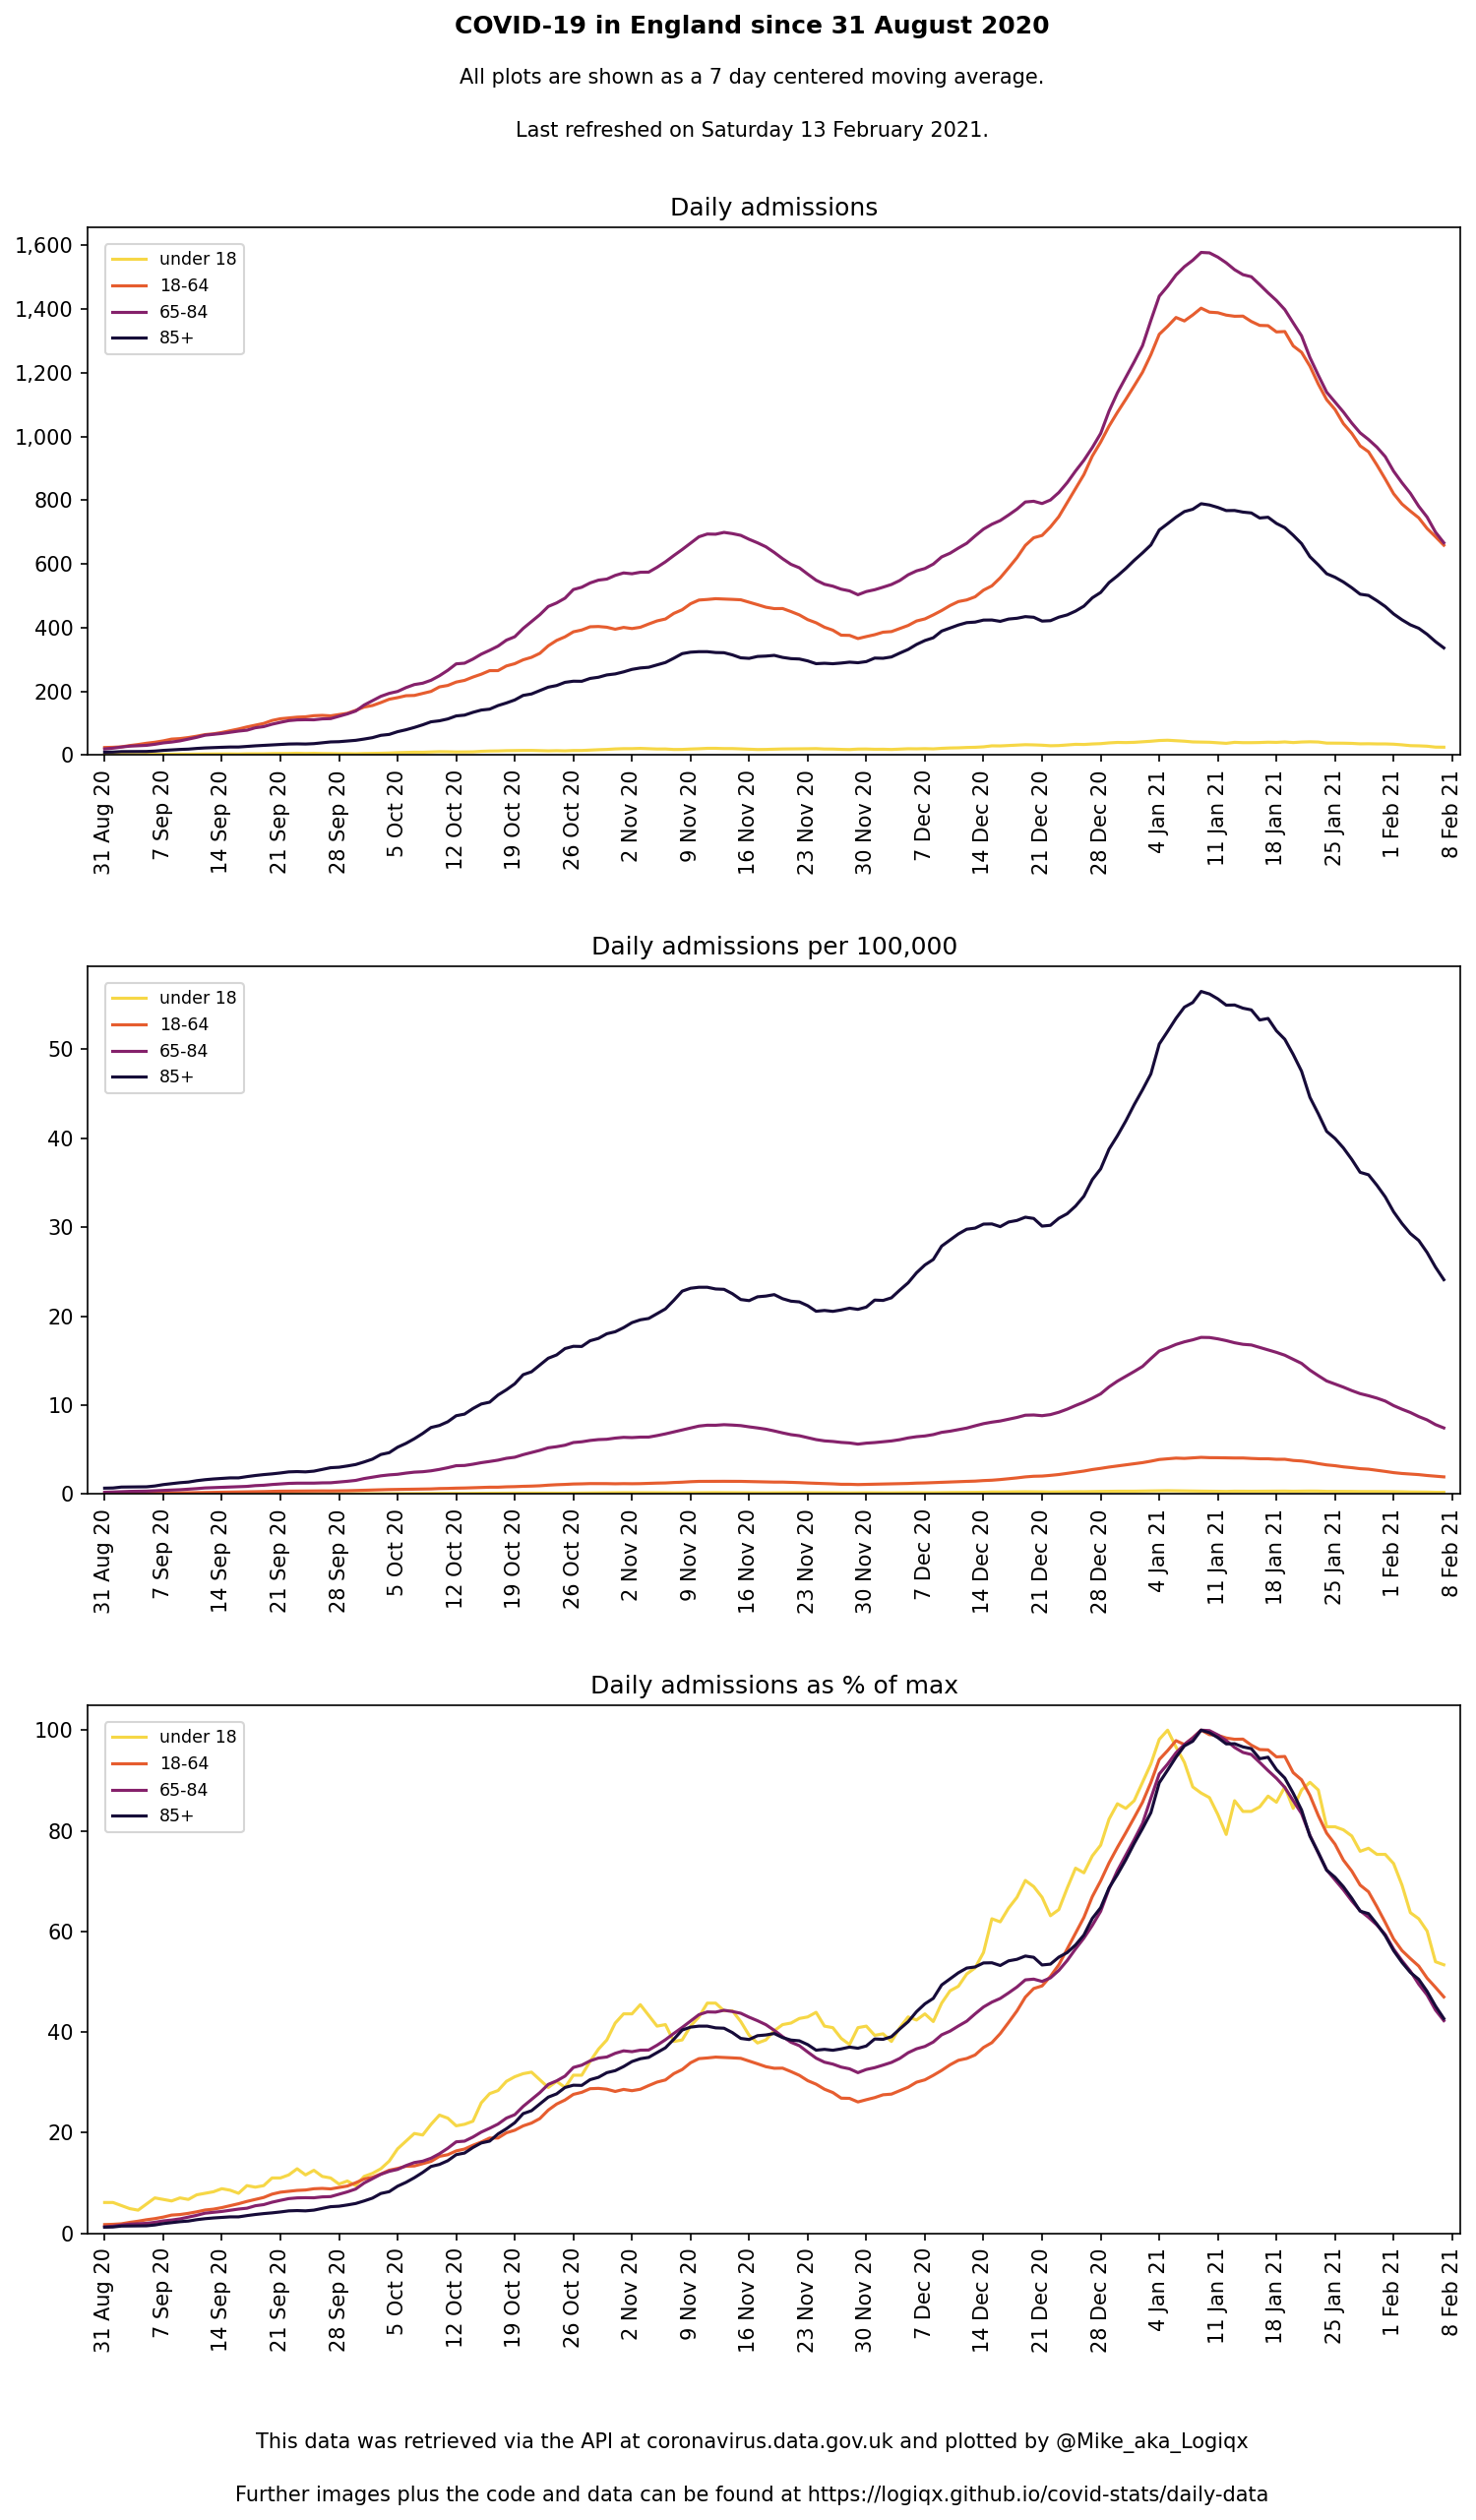 COVID-19 in England since 31 August 2020
All plots are shown as a 7 day centered moving average.
Last refreshed on Saturday 13 February 2021.
Daily admissions
under 18
18-64
65-84
85+
1,600
1,400
1,200
1,000
800
600
400
200
0
31 Aug 20
7 Sep 20
14 Sep 20
21 Sep 20
28 Sep 20
5 Oct 20
12 Oct 20
19 Oct 20
26 Oct 20
2 Nov 20
9 Nov 20
16 Nov 20
23 Nov 20
30 Nov 20
7 Dec 20
14 Dec 20
21 Dec 20
28 Dec 20
4 Jan 21
11 Jan 21
18 Jan 21
25 Jan 21
1 Feb 21
8 Feb 21
Daily admissions per 100,000
under 18
18-64
65-84
85+
50
40
30
20
10
0
31 Aug 20
7 Sep 20
14 Sep 20
21 Sep 20
28 Sep 20
5 Oct 20
12 Oct 20
19 Oct 20
26 Oct 20
2 Nov 20
9 Nov 20
16 Nov 20
23 Nov 20
30 Nov 20
7 Dec 20
14 Dec 20
21 Dec 20
28 Dec 20
4 Jan 21
11 Jan 21
18 Jan 21
25 Jan 21
1 Feb 21
8 Feb 21
Daily admissions as % of max
under 18
18-64
65-84
85+
100
80
60
40
20
0
31 Aug 20
7 Sep 20
14 Sep 20
21 Sep 20
28 Sep 20
5 Oct 20
12 Oct 20
19 Oct 20
26 Oct 20
2 Nov 20
9 Nov 20
16 Nov 20
23 Nov 20
30 Nov 20
7 Dec 20
14 Dec 20
21 Dec 20
28 Dec 20
4 Jan 21
11 Jan 21
18 Jan 21
25 Jan 21
1 Feb 21
8 Feb 21
This data was retrieved via the API at coronavirus.data.gov.uk and plotted by @Mike_aka_Logiqx
Further images plus the code and data can be found at https://logiqx.github.io/covid-stats/daily-data